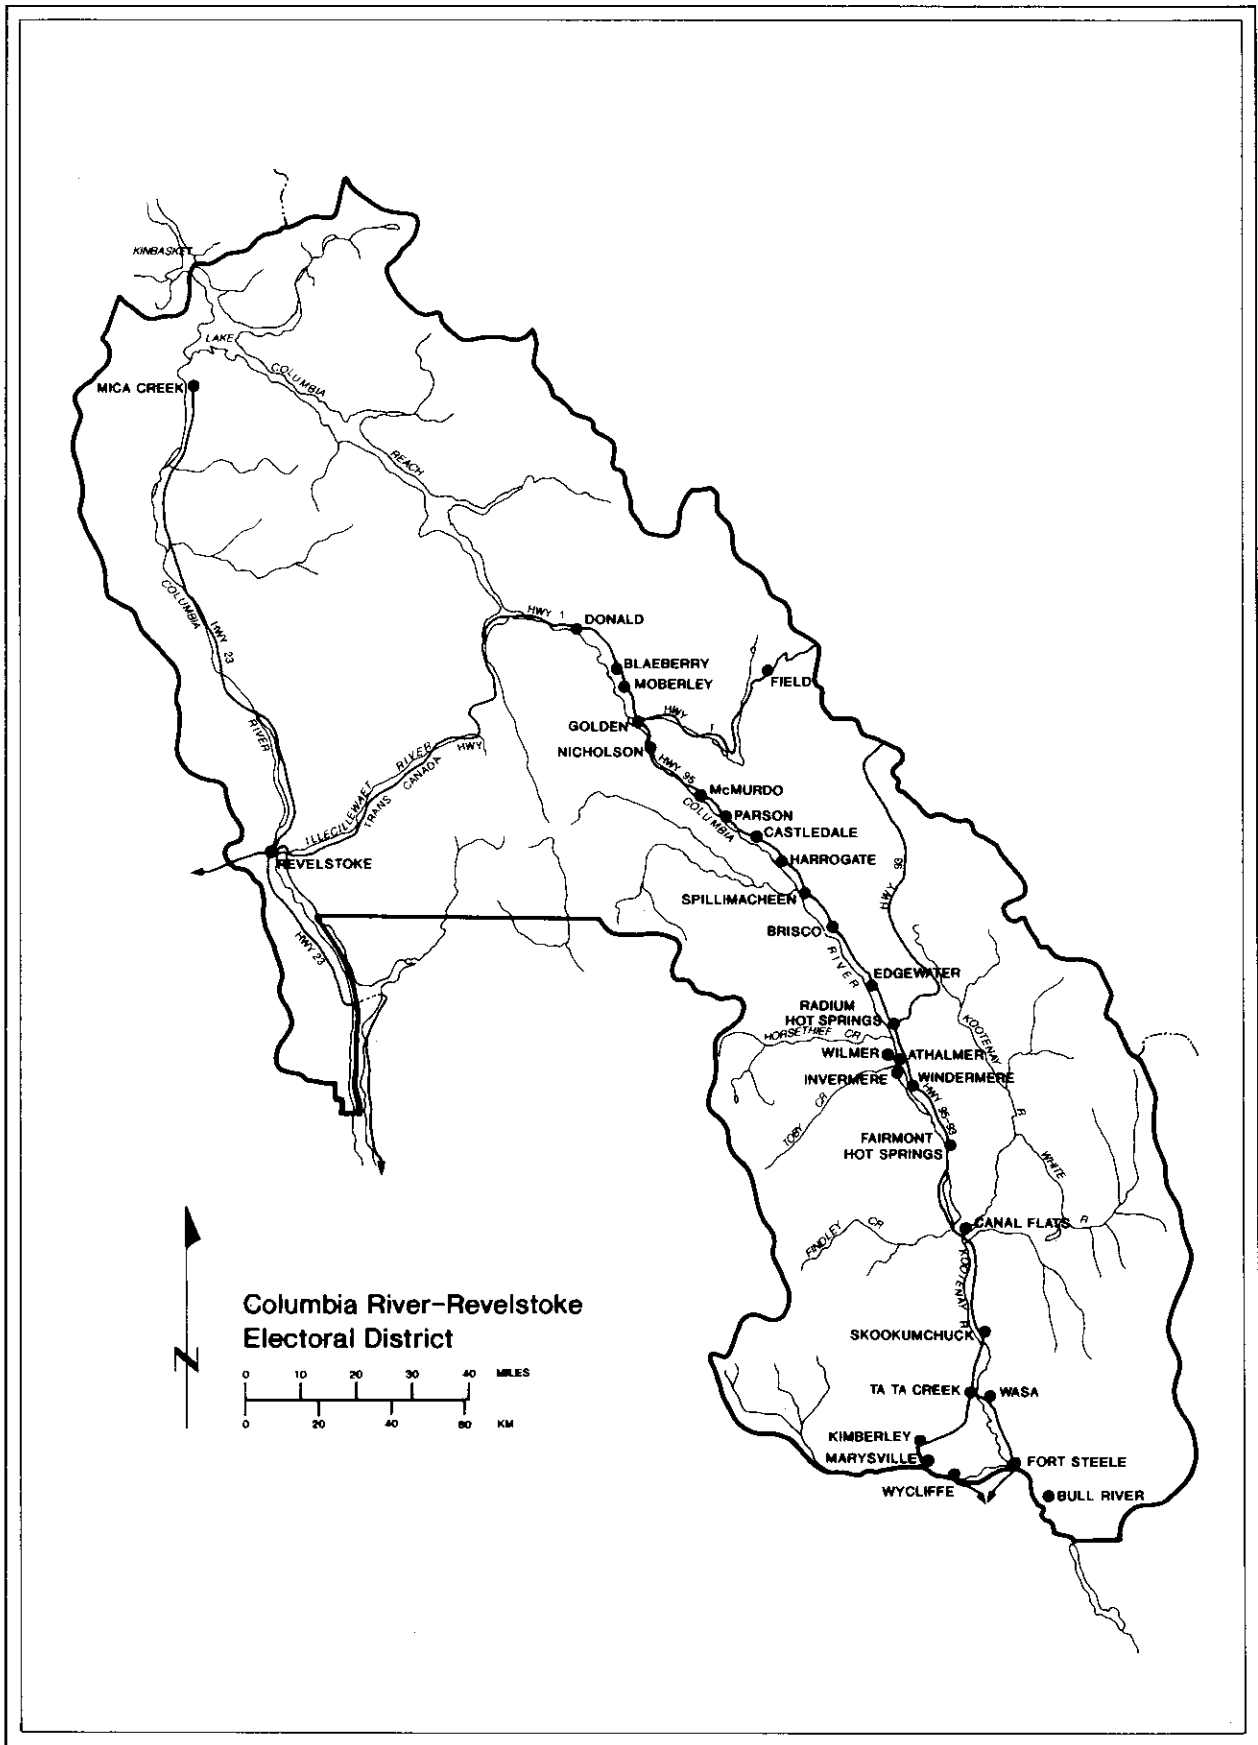 KINBASKET
LAKE
COLUMBIA
MICA CREEK
REACH
COLUMBIA
HWY 23
HWY 1
DONALD
BLAEBERRY
MOBERLEY
FIELD
HWY 1
GOLDEN
NICHOLSON
RIVER
ILLECILLEWAET RIVER
TRANS CANADA HWY
HWY 95
McMURDO
COLUMBIA
PARSON
CASTLEDALE
HARROGATE
REVELSTOKE
HWY 93
SPILLIMACHEEN
BRISCO
HWY 23
RIVER
EDGEWATER
RADIUM
HOT SPRINGS
HORSETHIEF CR
KOOTENAY R
WILMER
ATHALMER
INVERMERE
WINDERMERE
HWY 95-93
TOBY CR
FAIRMONT
HOT SPRINGS
WHITE R
CANAL FLATS
FINDLEY CR
KOOTENAY R
N
Columbia River-Revelstoke
Electoral District
0 10 20 30 40 MILES
0 20 40 60 KM
SKOOKUMCHUCK
TA TA CREEK
WASA
KIMBERLEY
MARYSVILLE
FORT STEELE
WYCLIFFE
BULL RIVER